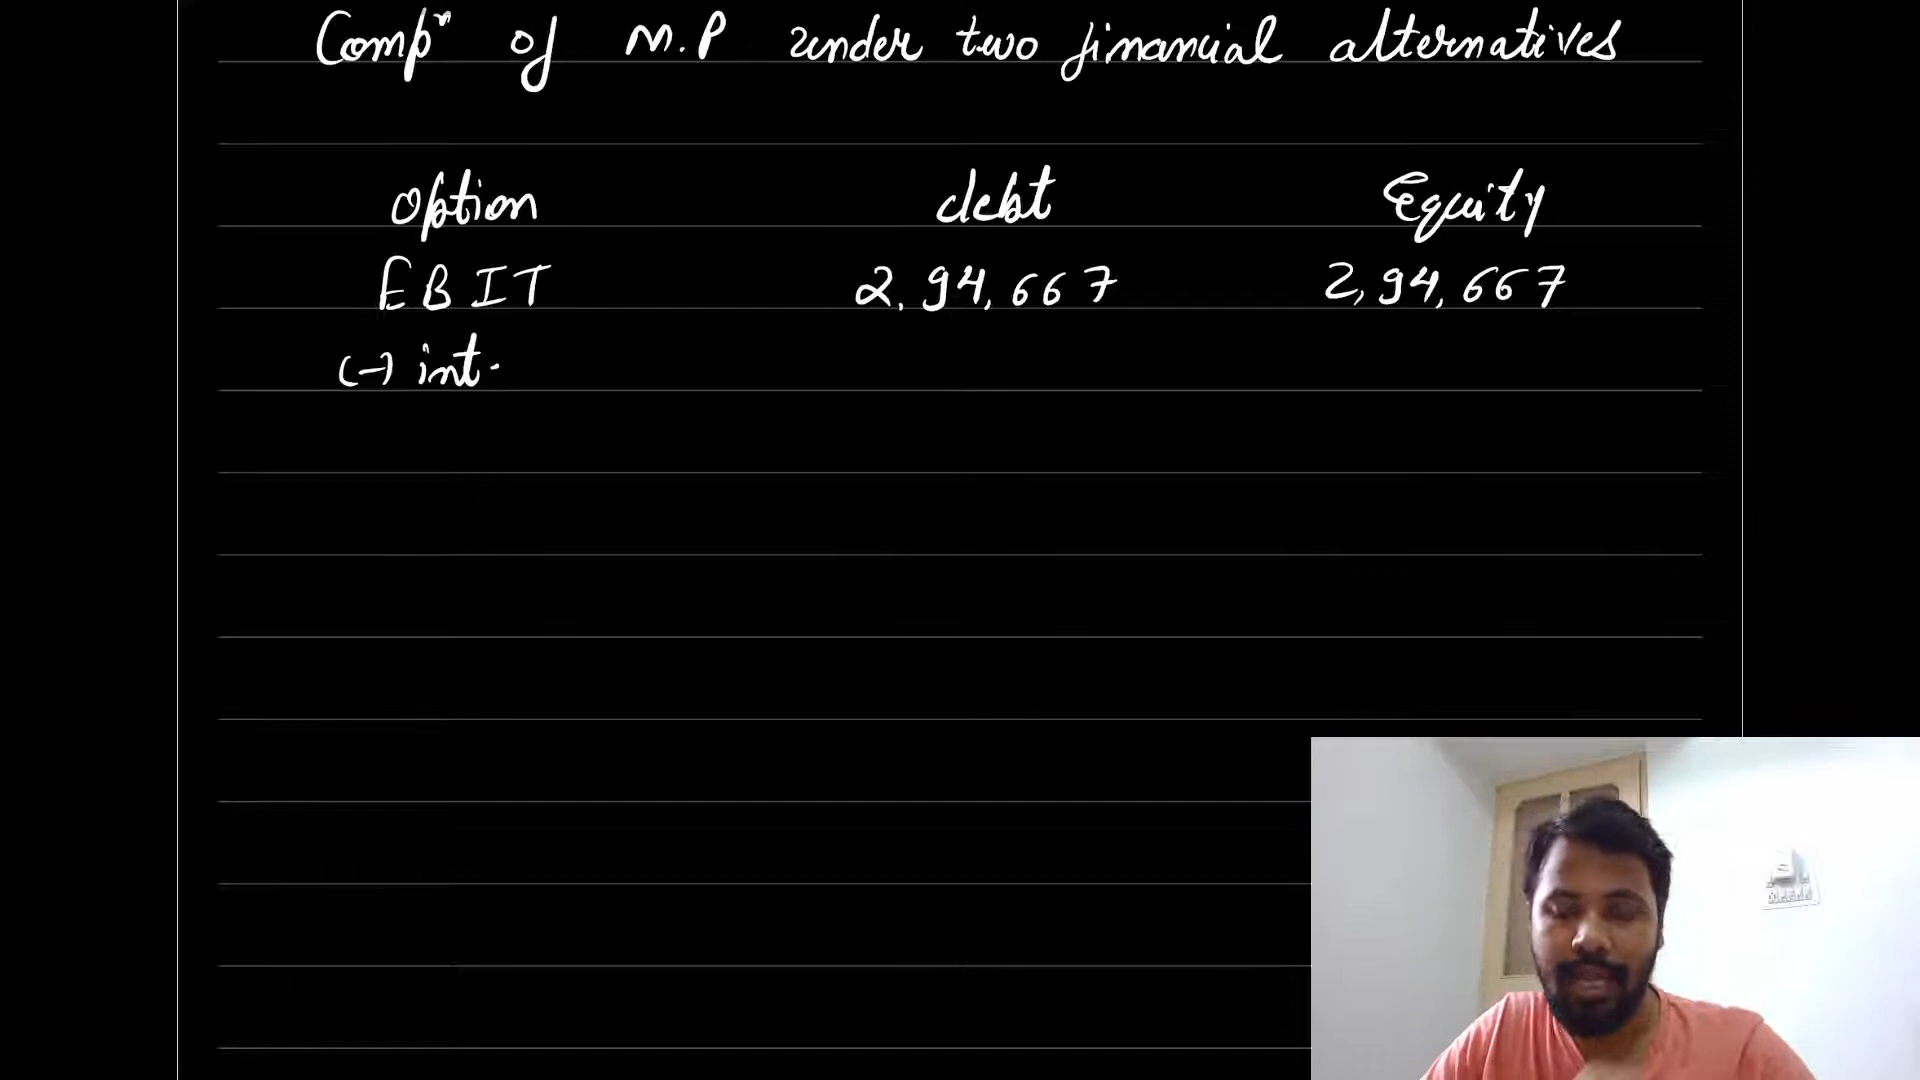 Compⁿ of M.P under two financial alternatives
Option debt Equity
EBIT 2,94,667 2,94,667
(-) int.